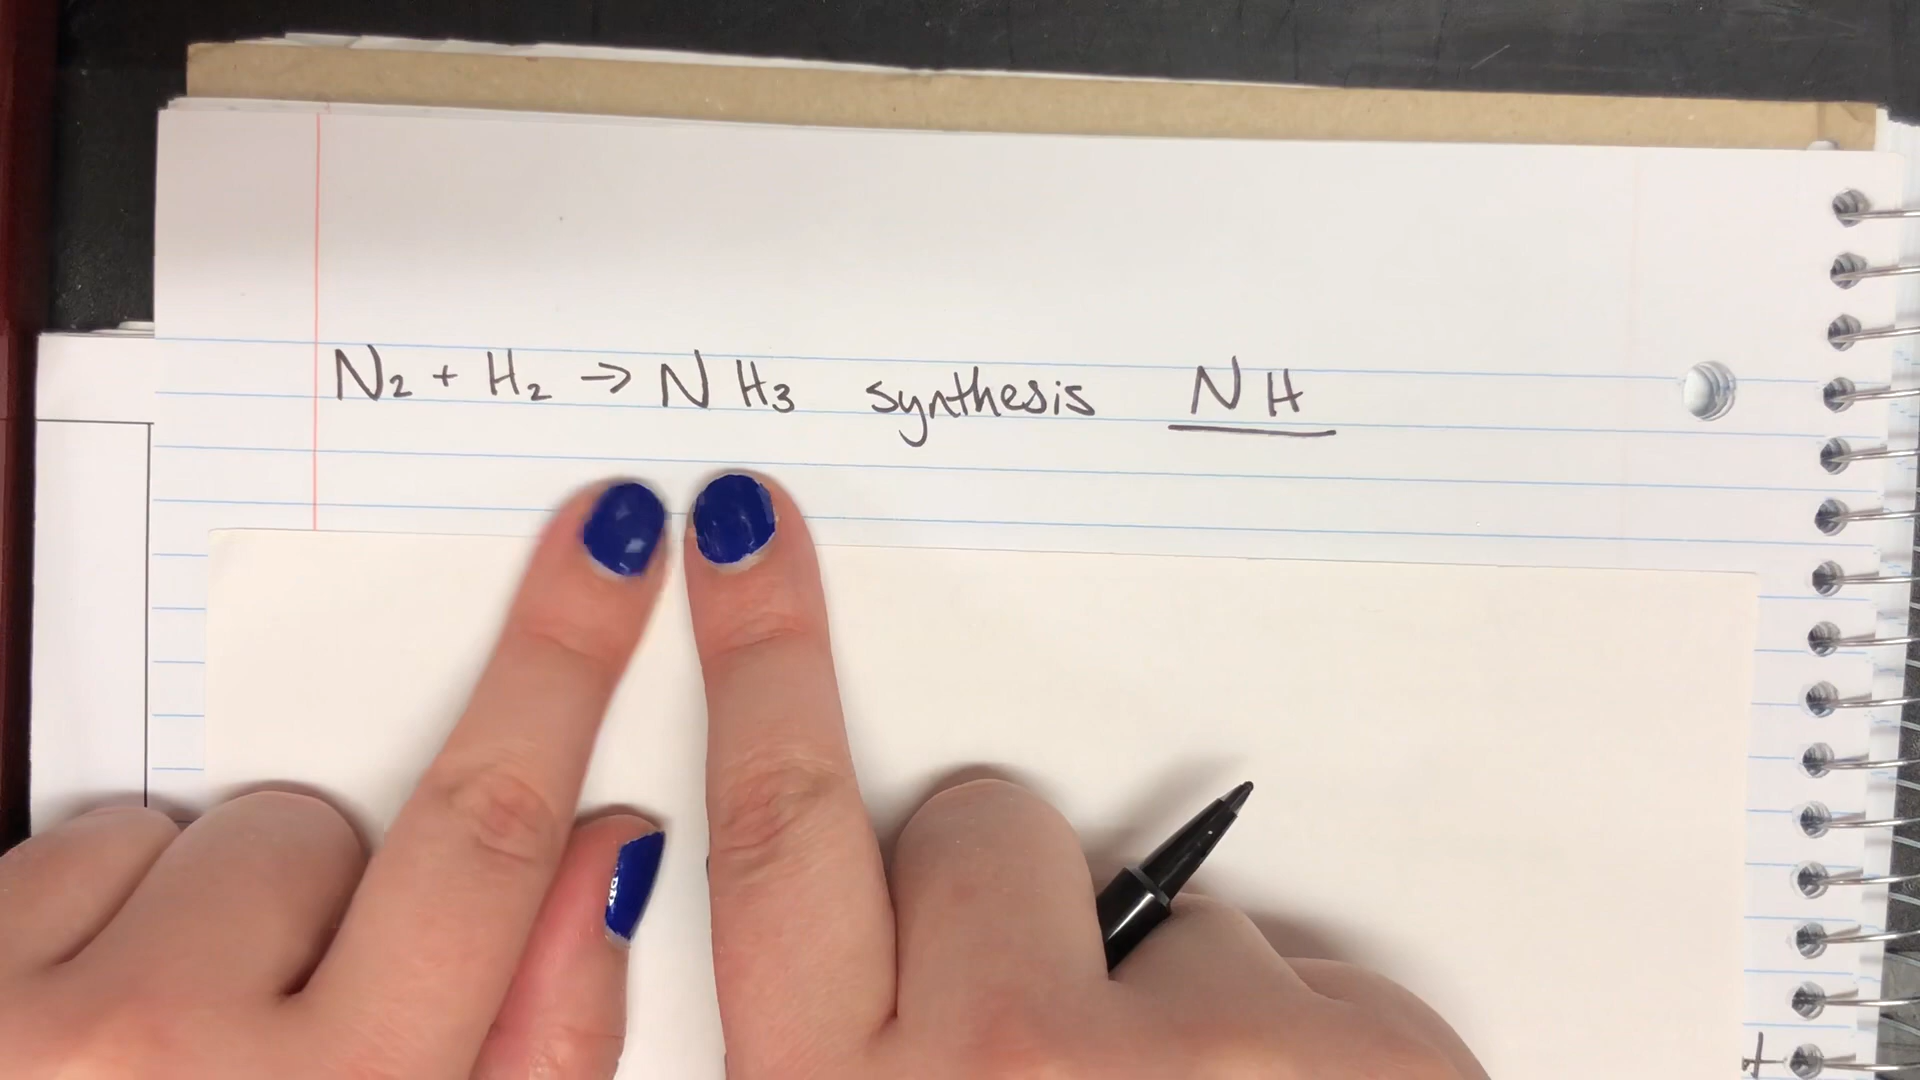 N₂ + H₂ → NH₃ synthesis NH